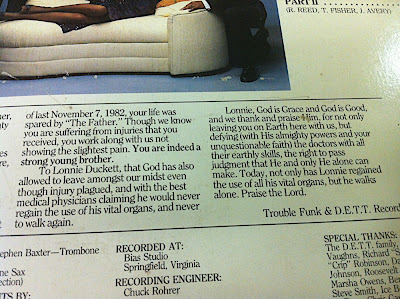 PART II
(R. REED, T. FISHER, J. AVERY)
of last November 7, 1982, your life was
spared by "The Father." Though we know
you are suffering from injuries that you
received, you work along with us not
showing the slightest pain. You are indeed a
strong young brother.
To Lonnie Duckett, that God has also
allowed to leave amongst our midst even
though injury plagued, and with the best
medical physicians claiming he would never
regain the use of his vital organs, and never
to walk again.
Lonnie, God is Grace and God is Good,
and we thank and praise Him, for not only
leaving you on Earth here with us, but
defying (with His almighty powers and your
unquestionable faith) the doctors with all
their earthly skills, the right to pass
judgment that He and only He alone can
make. Today, not only has Lonnie regained
the use of all his vital organs, but he walks
alone. Praise the Lord.
Trouble Funk & D.E.T.T. Record
ephen Baxter—Trombone
ne Sax
ection)
RECORDED AT:
Bias Studio
Springfield, Virginia
RECORDING ENGINEER:
Chuck Rohrer
SPECIAL THANKS:
The D.E.T.T. family,
Vaughns, Richard "S
"Crip" Robinson, D
Johnson, Roosevelt
Marsha Owens, Ben
Steve Smith, Ice B